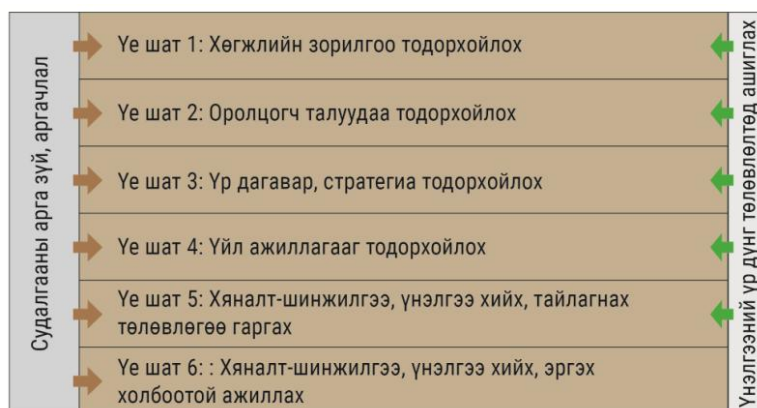 Судалгааны арга зүй, аргачлал
Үе шат 1: Хөгжлийн зорилгоо тодорхойлох
Үе шат 2: Оролцогч талуудаа тодорхойлох
Үе шат 3: Үр дагавар, стратегиа тодорхойлох
Үе шат 4: Үйл ажиллагааг тодорхойлох
Үе шат 5: Хяналт-шинжилгээ, үнэлгээ хийх, тайлагнах
төлөвлөгөө гаргах
Үе шат 6: : Хяналт-шинжилгээ, үнэлгээ хийх, эргэх
холбоотой ажиллах
Үнэлгээний үр дүнг төлөвлөлтөд ашиглах